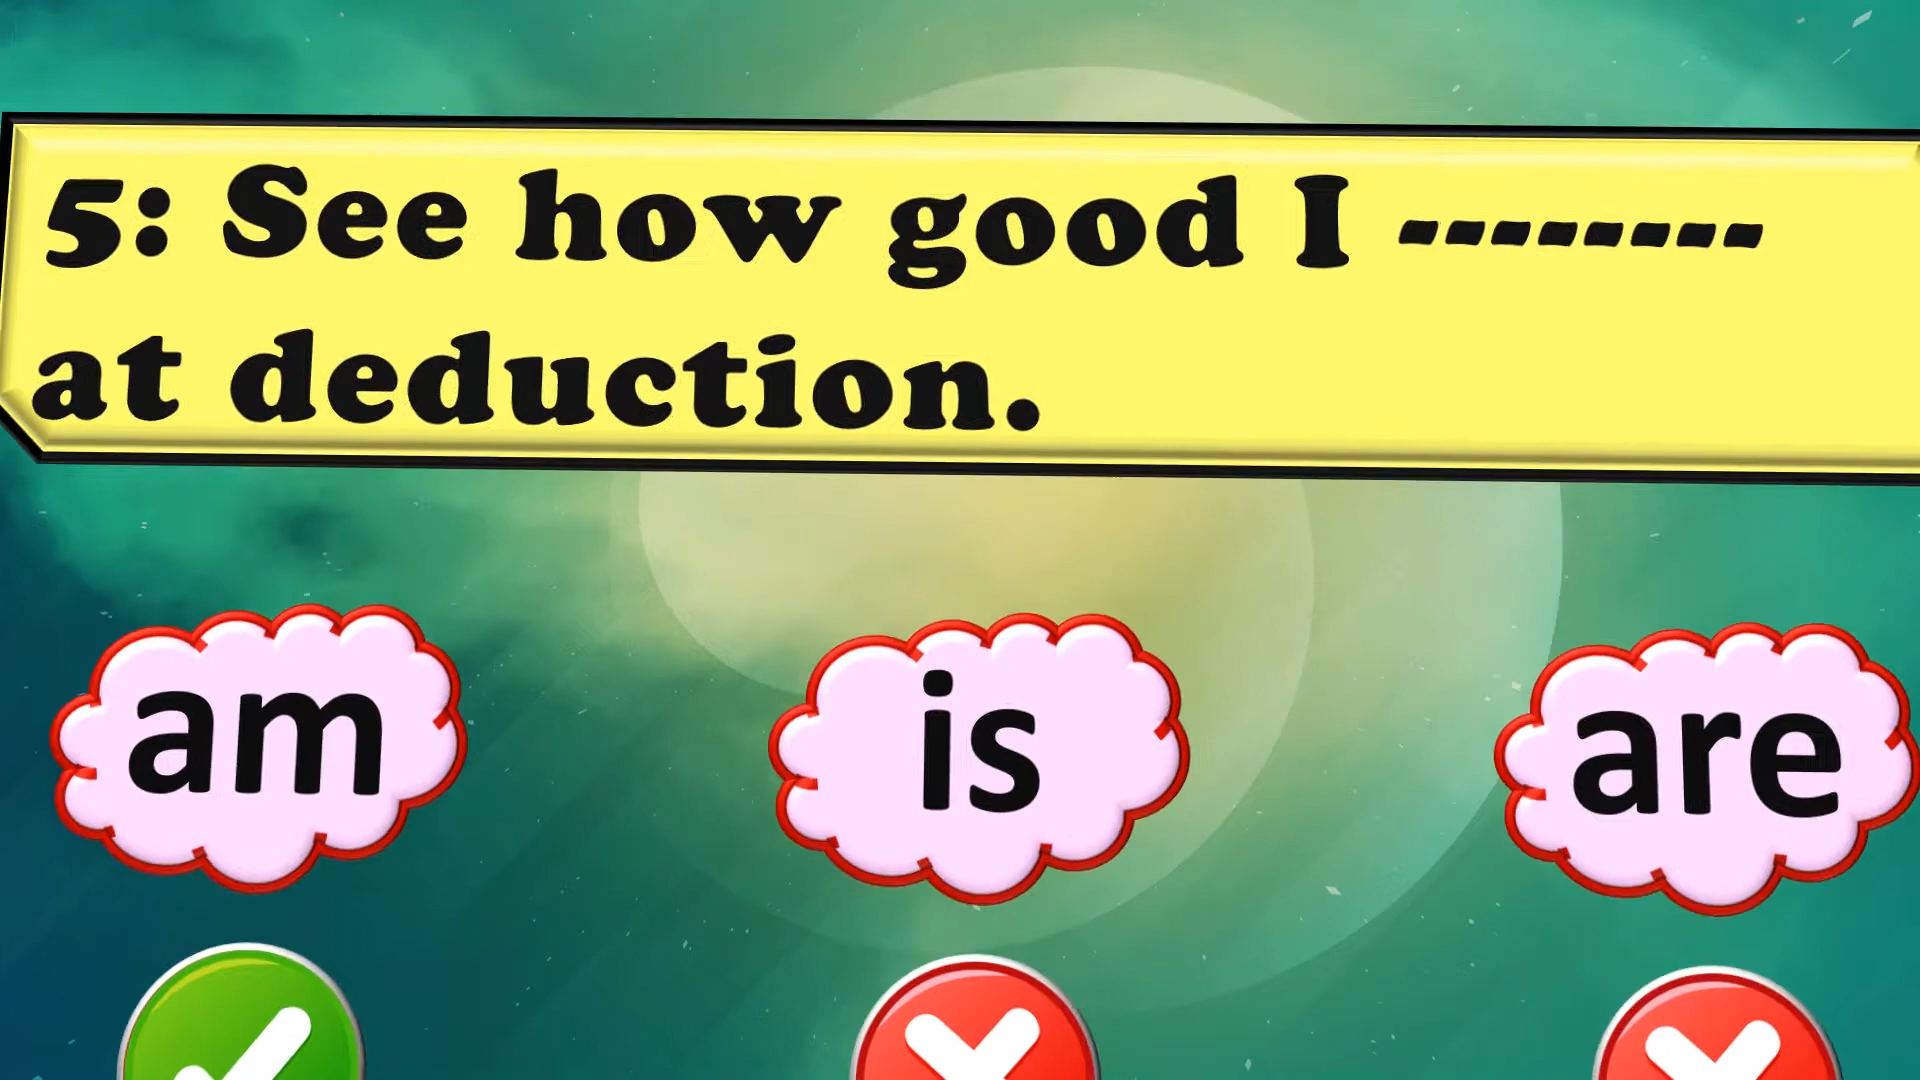 5: See how good I --------
at deduction.
am
is
are